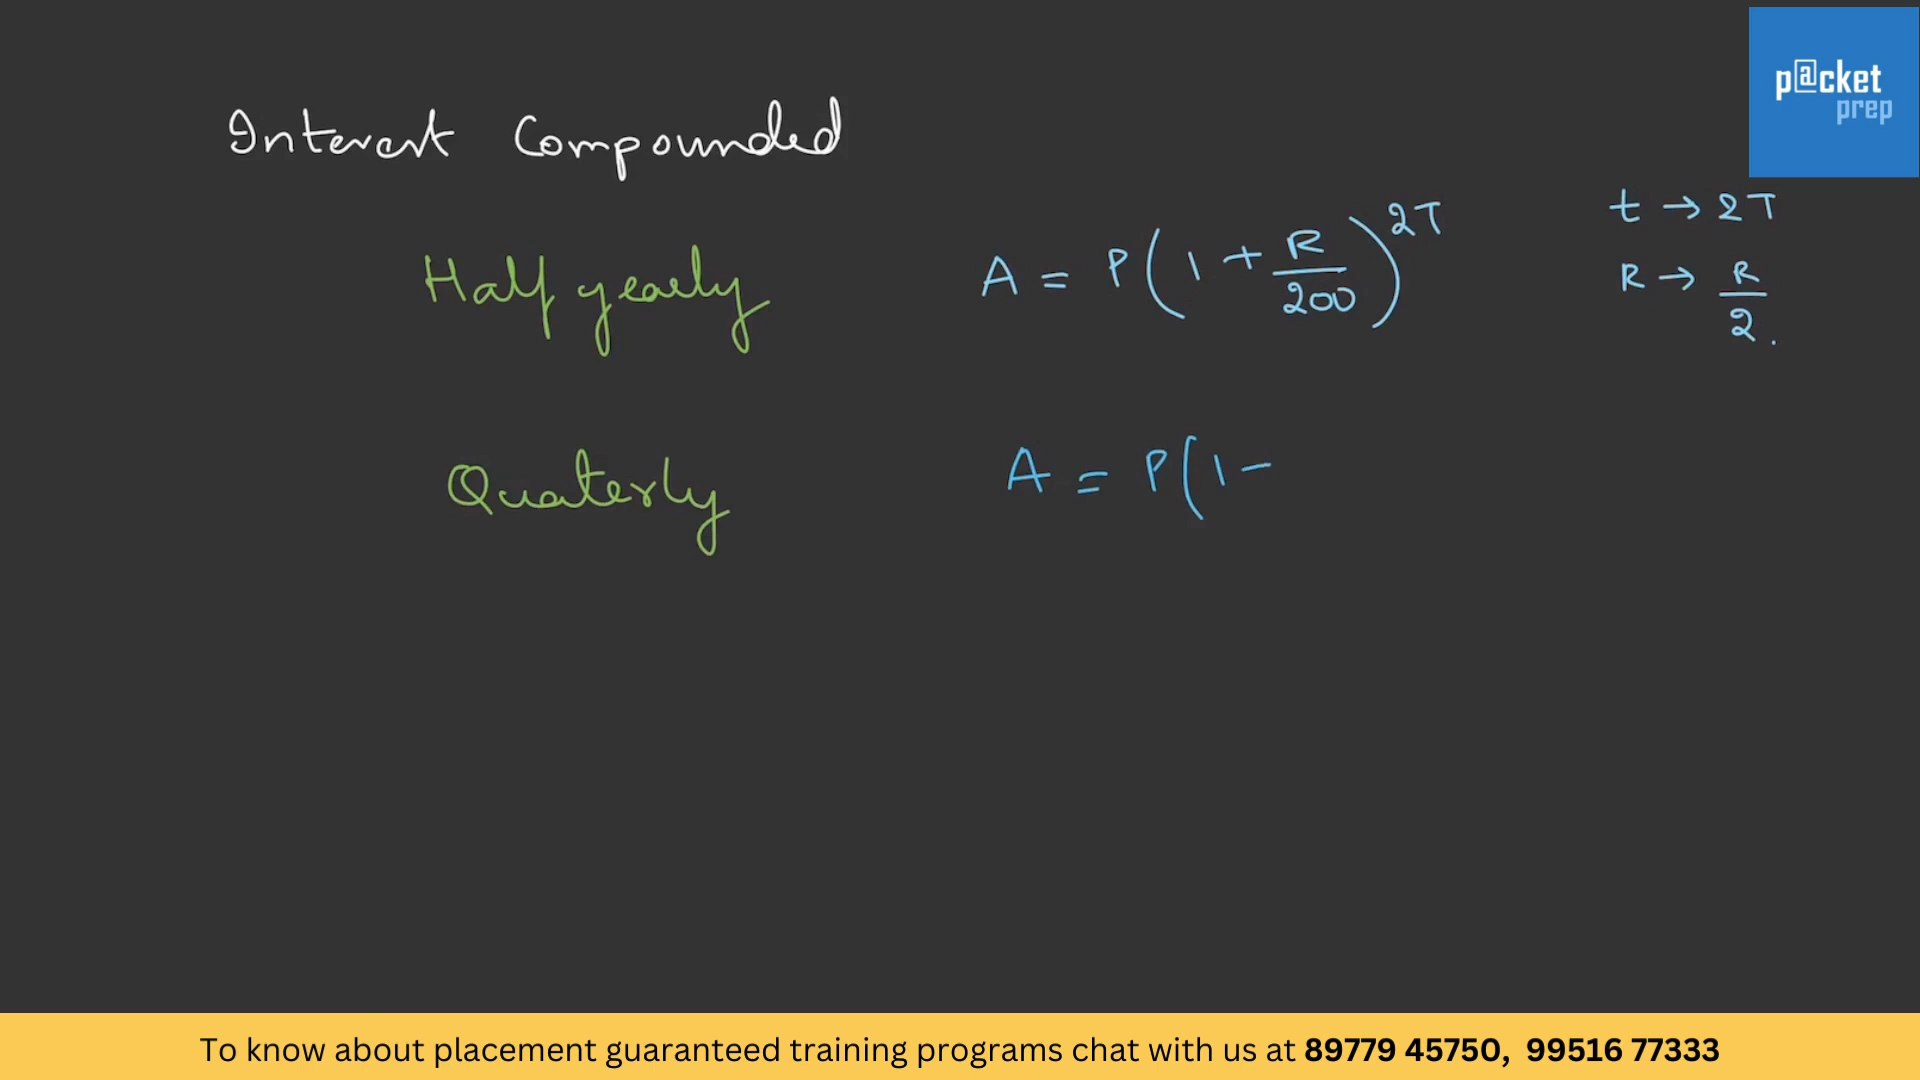 p@cket
prep
Interest Compounded
Half yearly A = P(1 + R/200)^2T t → 2T
R → R/2.
Quaterly A = P(1 -
To know about placement guaranteed training programs chat with us at 89779 45750, 99516 77333